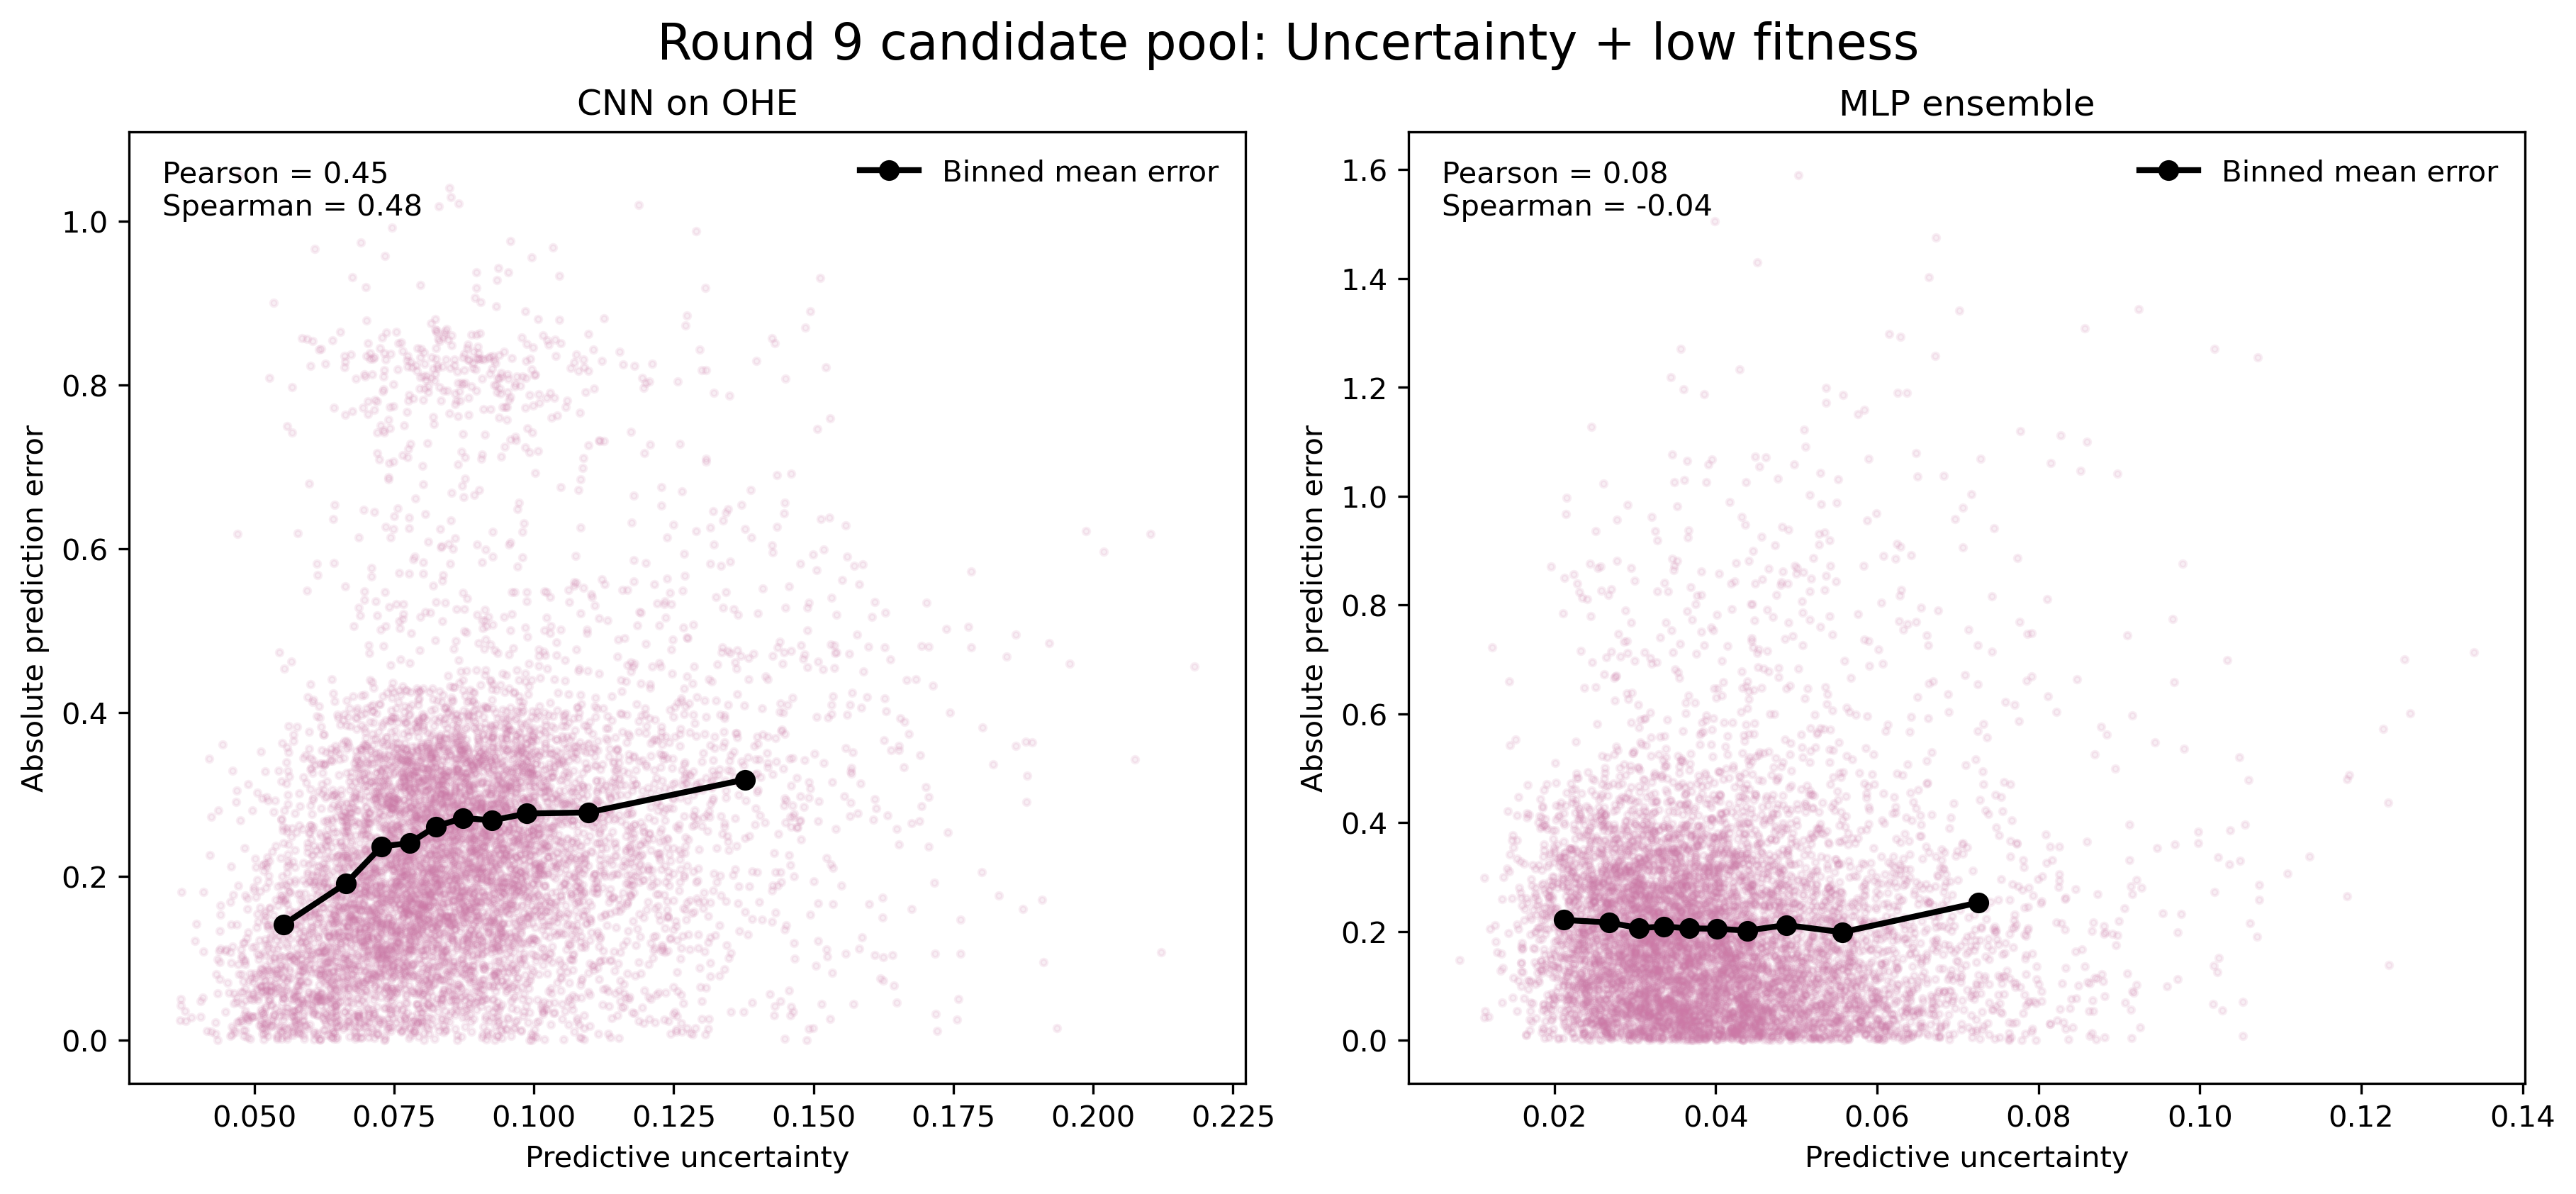 Round 9 candidate pool: Uncertainty + low fitness
CNN on OHE
Pearson = 0.45
Spearman = 0.48
Binned mean error
Absolute prediction error
1.0
0.8
0.6
0.4
0.2
0.0
0.050 0.075 0.100 0.125 0.150 0.175 0.200 0.225
Predictive uncertainty
MLP ensemble
Pearson = 0.08
Spearman = -0.04
Binned mean error
Absolute prediction error
1.6
1.4
1.2
1.0
0.8
0.6
0.4
0.2
0.0
0.02 0.04 0.06 0.08 0.10 0.12 0.14
Predictive uncertainty